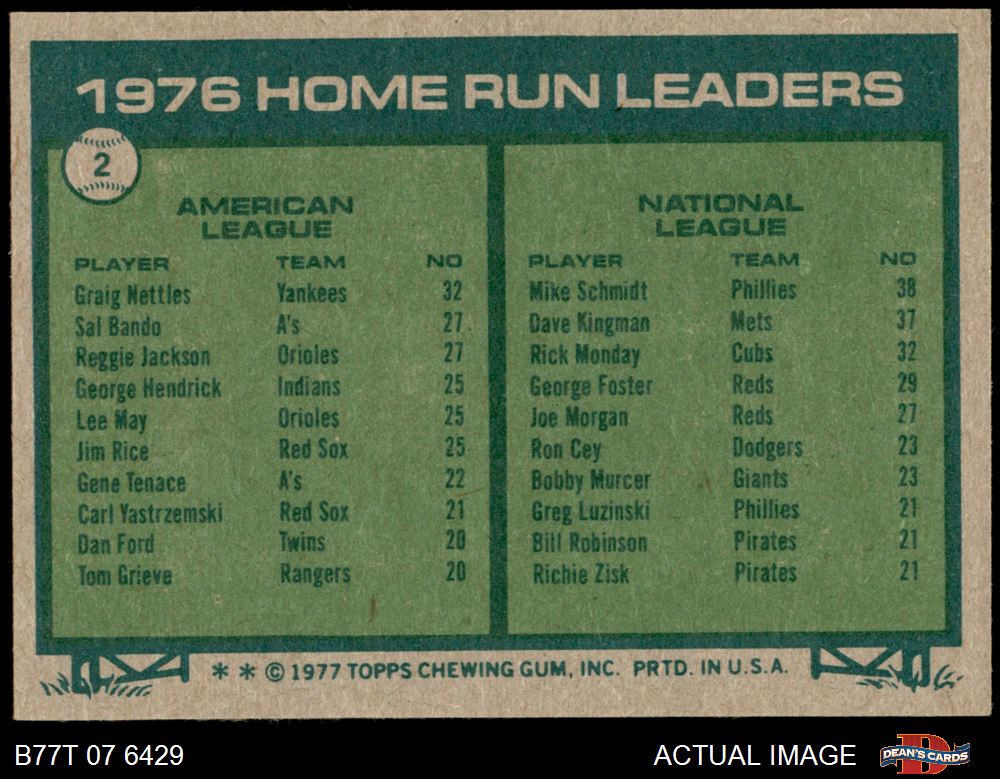 1976 HOME RUN LEADERS
2
AMERICAN
LEAGUE
PLAYER TEAM NO
Graig Nettles Yankees 32
Sal Bando A's 27
Reggie Jackson Orioles 27
George Hendrick Indians 25
Lee May Orioles 25
Jim Rice Red Sox 25
Gene Tenace A's 22
Carl Yastrzemski Red Sox 21
Dan Ford Twins 20
Tom Grieve Rangers 20
NATIONAL
LEAGUE
PLAYER TEAM NO
Mike Schmidt Phillies 38
Dave Kingman Mets 37
Rick Monday Cubs 32
George Foster Reds 29
Joe Morgan Reds 27
Ron Cey Dodgers 23
Bobby Murcer Giants 23
Greg Luzinski Phillies 21
Bill Robinson Pirates 21
Richie Zisk Pirates 21
* * © 1977 TOPPS CHEWING GUM, INC. PRTD. IN U.S.A.
B77T 07 6429 ACTUAL IMAGE
D
DEAN'S CARDS